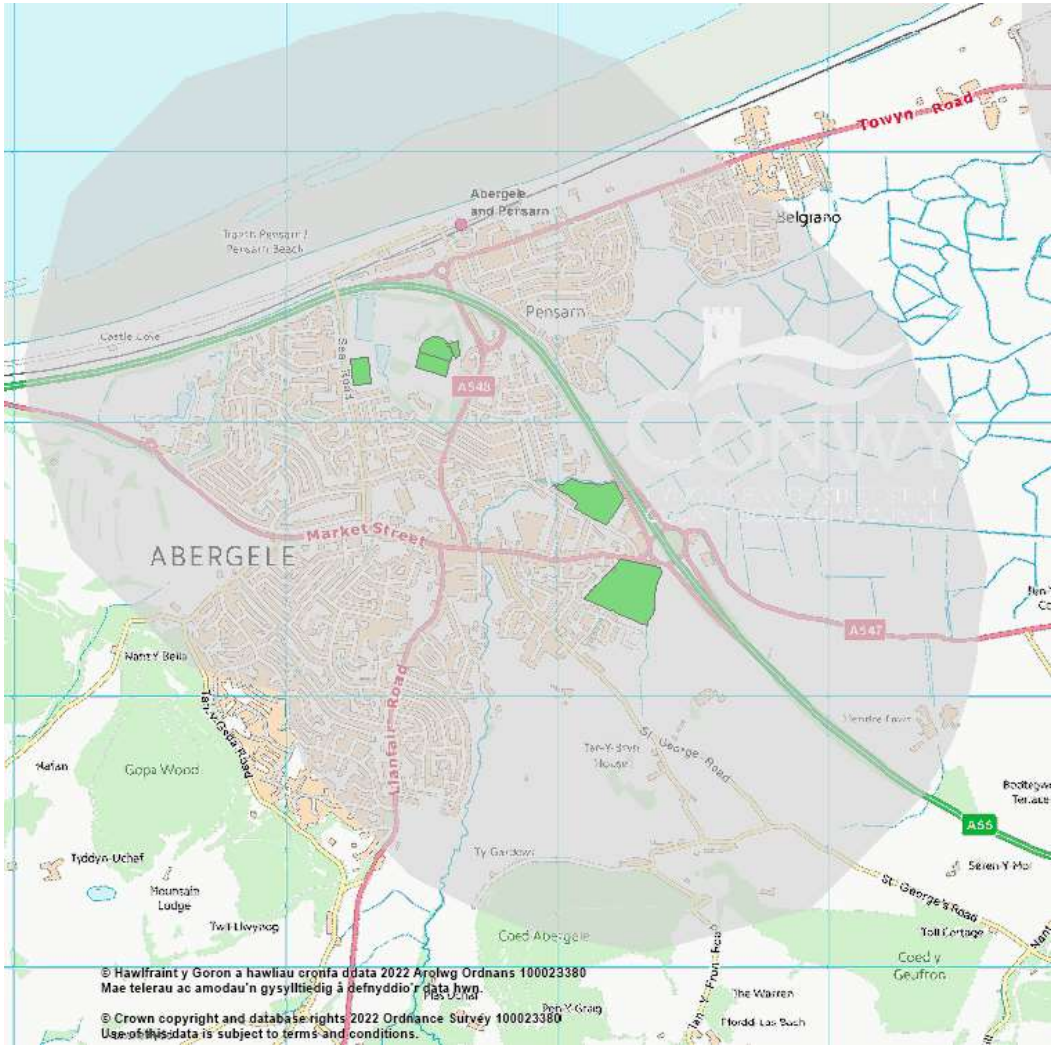 Towyn Road
Abergele
and Pensarn
Belgrano
Traeth Pensarn /
Pensarn Beach
Pensarn
Castle Cove
Sea Road
A548
CONWY
Market Street
ABERGELE
A547
Nant Y Bella
Llanfair Road
Tan-Y-Gopa Road
Gopa Wood
Tan-Y-Bryn
House
St. George Road
Hendre Fawr
A55
Tyddyn-Uchaf
Mountain
Lodge
Twll Llwynog
Ty Gardows
Seren-Y-Mor
St. George's Road
Toll Cottage
Coed Abergele
Coed y
Geufron
The Warren
Ffordd-Las Bach
Pen-Y-Graig
Plas Uchaf
© Hawlfraint y Goron a hawliau cronfa ddata 2022 Arolwg Ordnans 100023380
Mae telerau ac amodau'n gysylltiedig â defnyddio'r data hwn.
© Crown copyright and database rights 2022 Ordnance Survey 100023380
Use of this data is subject to terms and conditions.